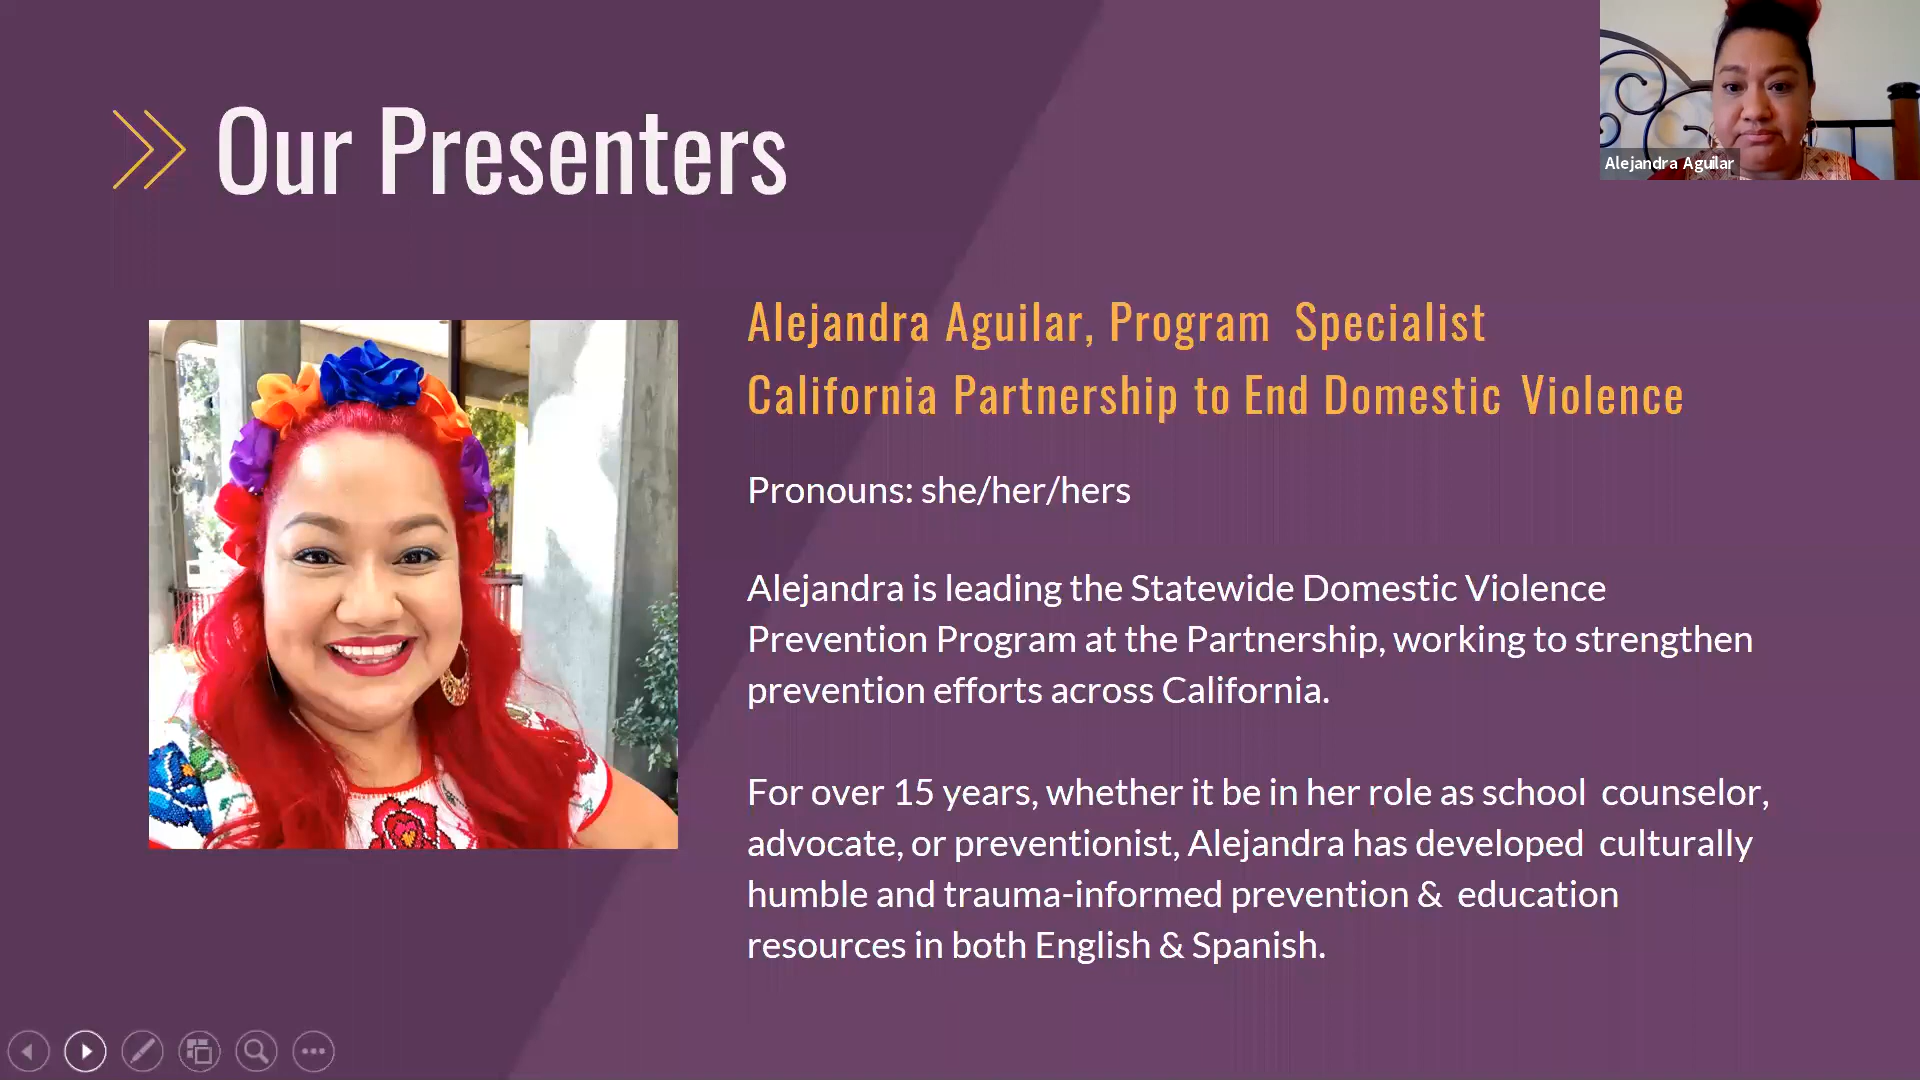 Our Presenters
Alejandra Aguilar
Alejandra Aguilar, Program Specialist
California Partnership to End Domestic Violence
Pronouns: she/her/hers
Alejandra is leading the Statewide Domestic Violence
Prevention Program at the Partnership, working to strengthen
prevention efforts across California.
For over 15 years, whether it be in her role as school counselor,
advocate, or preventionist, Alejandra has developed culturally
humble and trauma-informed prevention & education
resources in both English & Spanish.